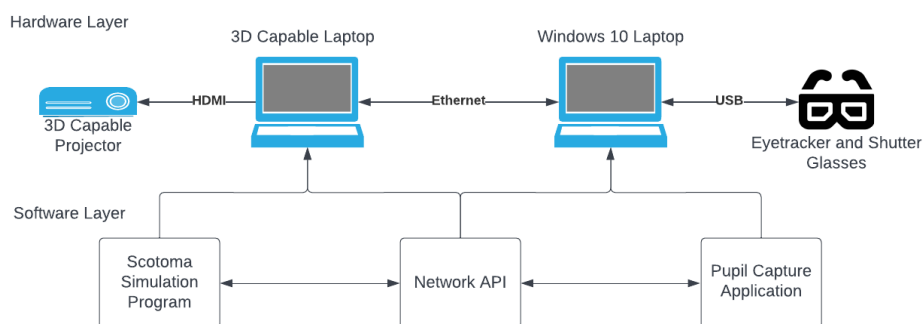 Hardware Layer
3D Capable Laptop
Windows 10 Laptop
HDMI
Ethernet
USB
3D Capable
Projector
Eyetracker and Shutter
Glasses
Software Layer
Scotoma
Simulation
Program
Network API
Pupil Capture
Application